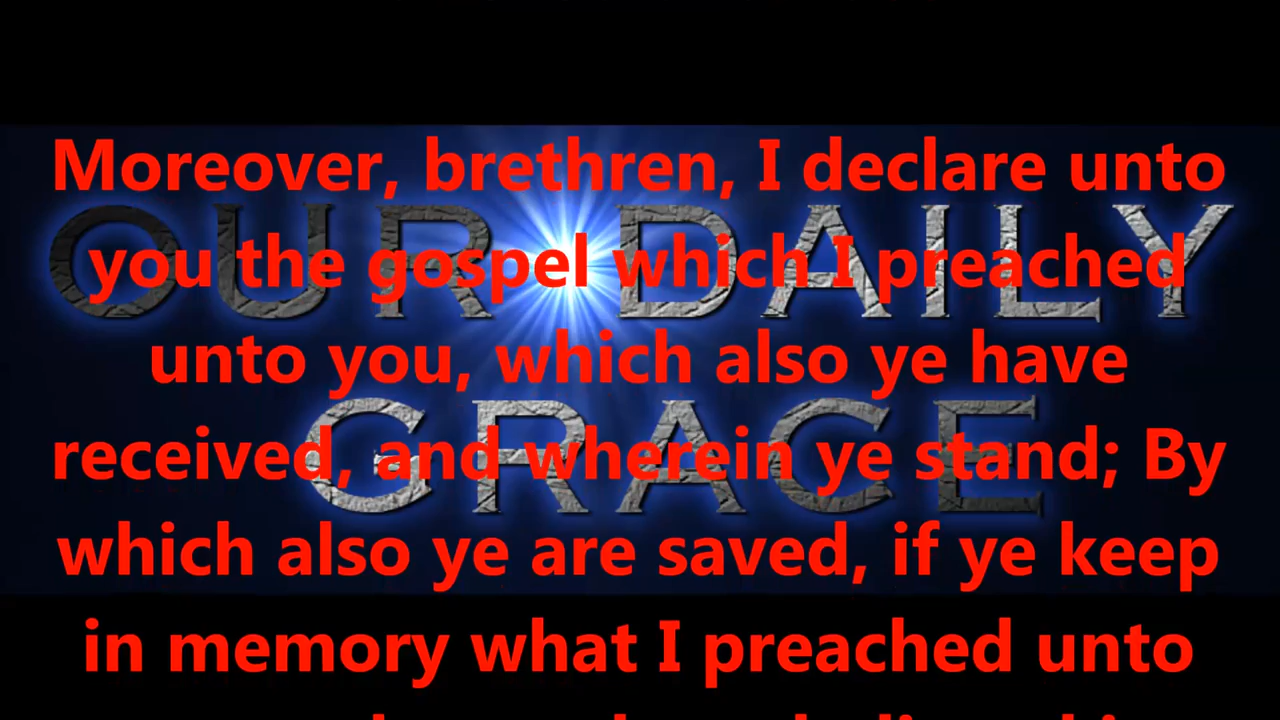 Moreover, brethren, I declare unto
OUR DAILY
you the gospel which I preached
unto you, which also ye have
GRACE
received, and wherein ye stand; By
which also ye are saved, if ye keep
in memory what I preached unto